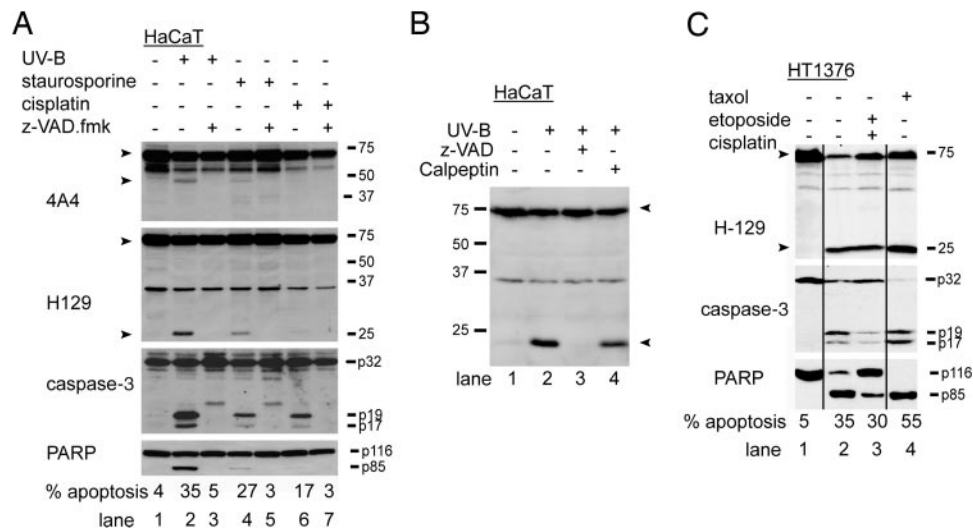 A
HaCaT
UV-B - + + - - - -
staurosporine - - - + + - -
cisplatin - - - - - + +
z-VAD.fmk - - + - + - +
4A4
75
50
37
H129
75
50
37
25
caspase-3
p32
p19
p17
PARP
p116
p85
% apoptosis 4 35 5 27 3 17 3
lane 1 2 3 4 5 6 7
B
HaCaT
UV-B - + + +
z-VAD - - + -
Calpeptin - - - +
75
50
37
25
lane 1 2 3 4
C
HT1376
taxol - - - +
etoposide - - + -
cisplatin - - + -
H-129
75
25
caspase-3
p32
p19
p17
PARP
p116
p85
% apoptosis 5 35 30 55
lane 1 2 3 4